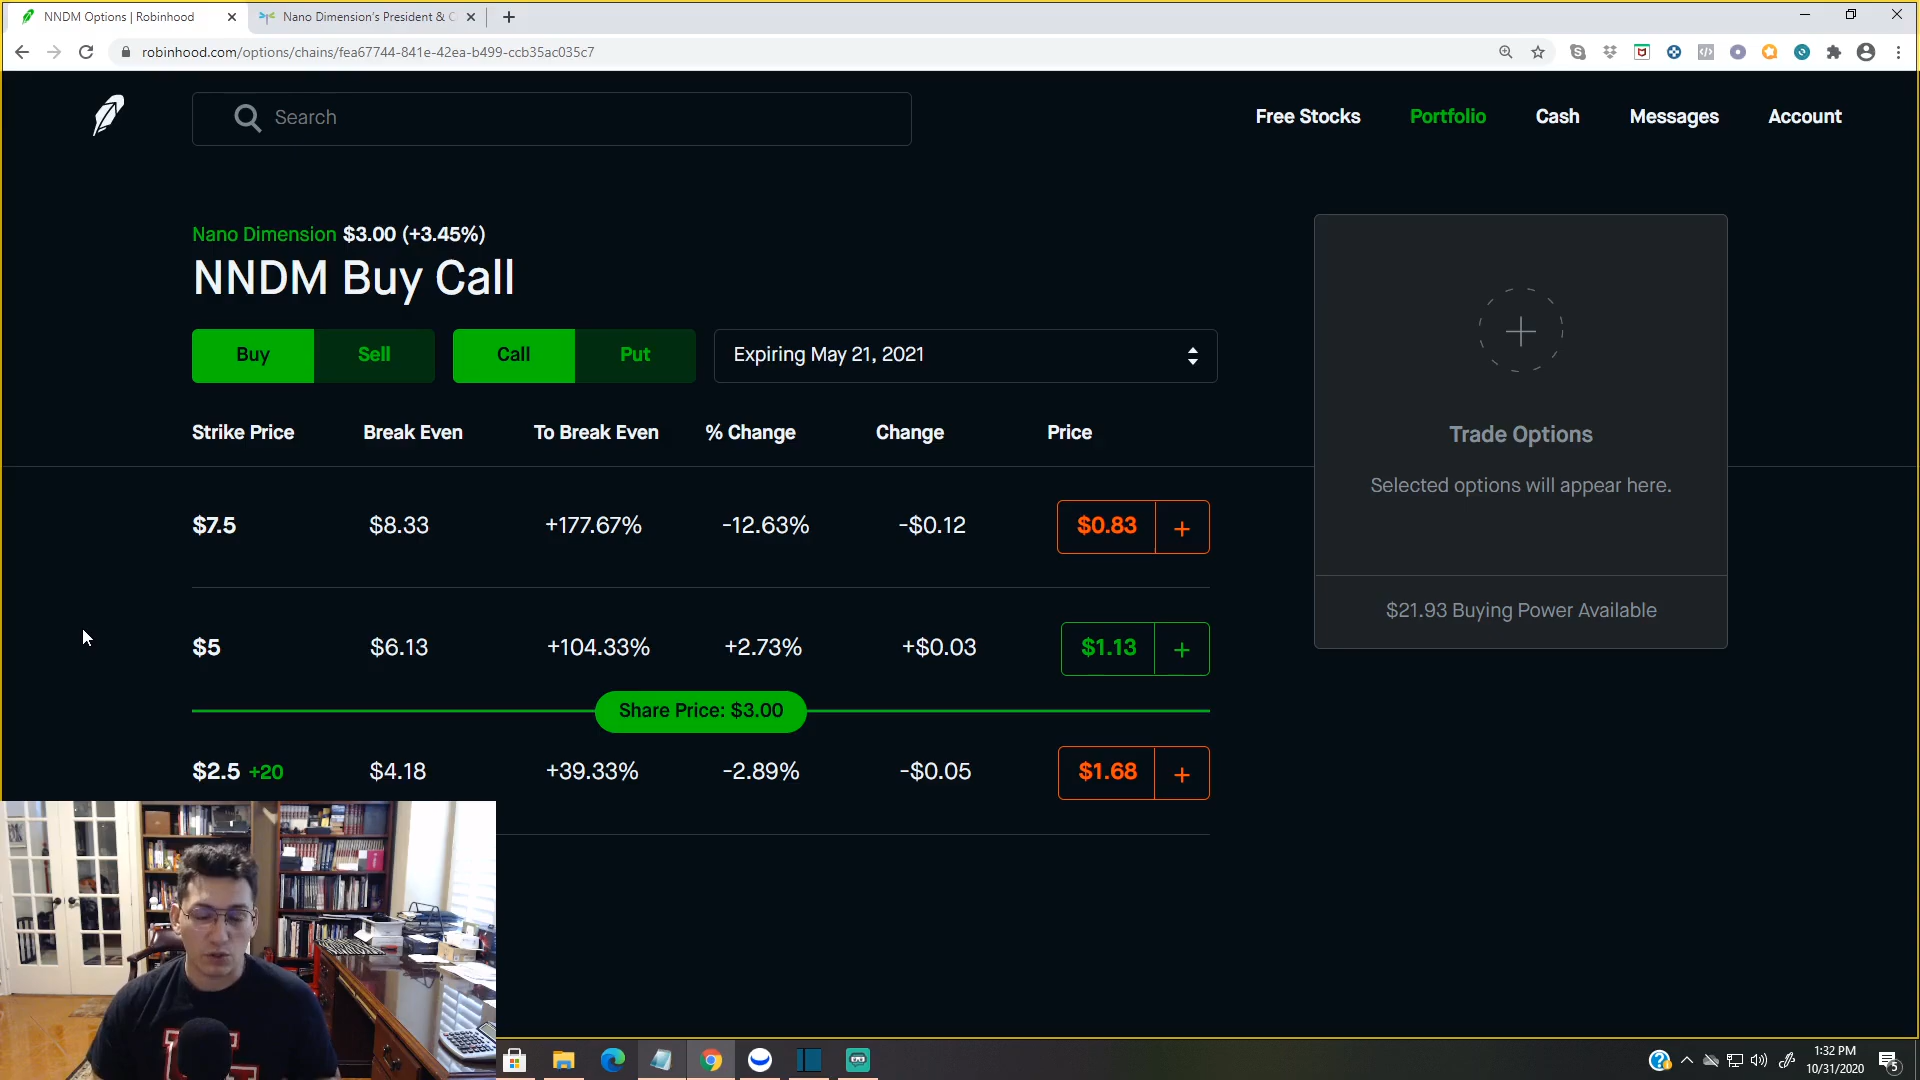 NNDM Options | Robinhood
Nano Dimension's President & C
robinhood.com/options/chains/fea67744-841e-42ea-b499-ccb35ac035c7
Search
Free Stocks Portfolio Cash Messages Account
Nano Dimension $3.00 (+3.45%)
NNDM Buy Call
Buy Sell Call Put Expiring May 21, 2021
Strike Price Break Even To Break Even % Change Change Price
$7.5 $8.33 +177.67% -12.63% -$0.12 $0.83 +
$5 $6.13 +104.33% +2.73% +$0.03 $1.13 +
Share Price: $3.00
$2.5 +20 $4.18 +39.33% -2.89% -$0.05 $1.68 +
Trade Options
Selected options will appear here.
$21.93 Buying Power Available
1:32 PM
10/31/2020
5